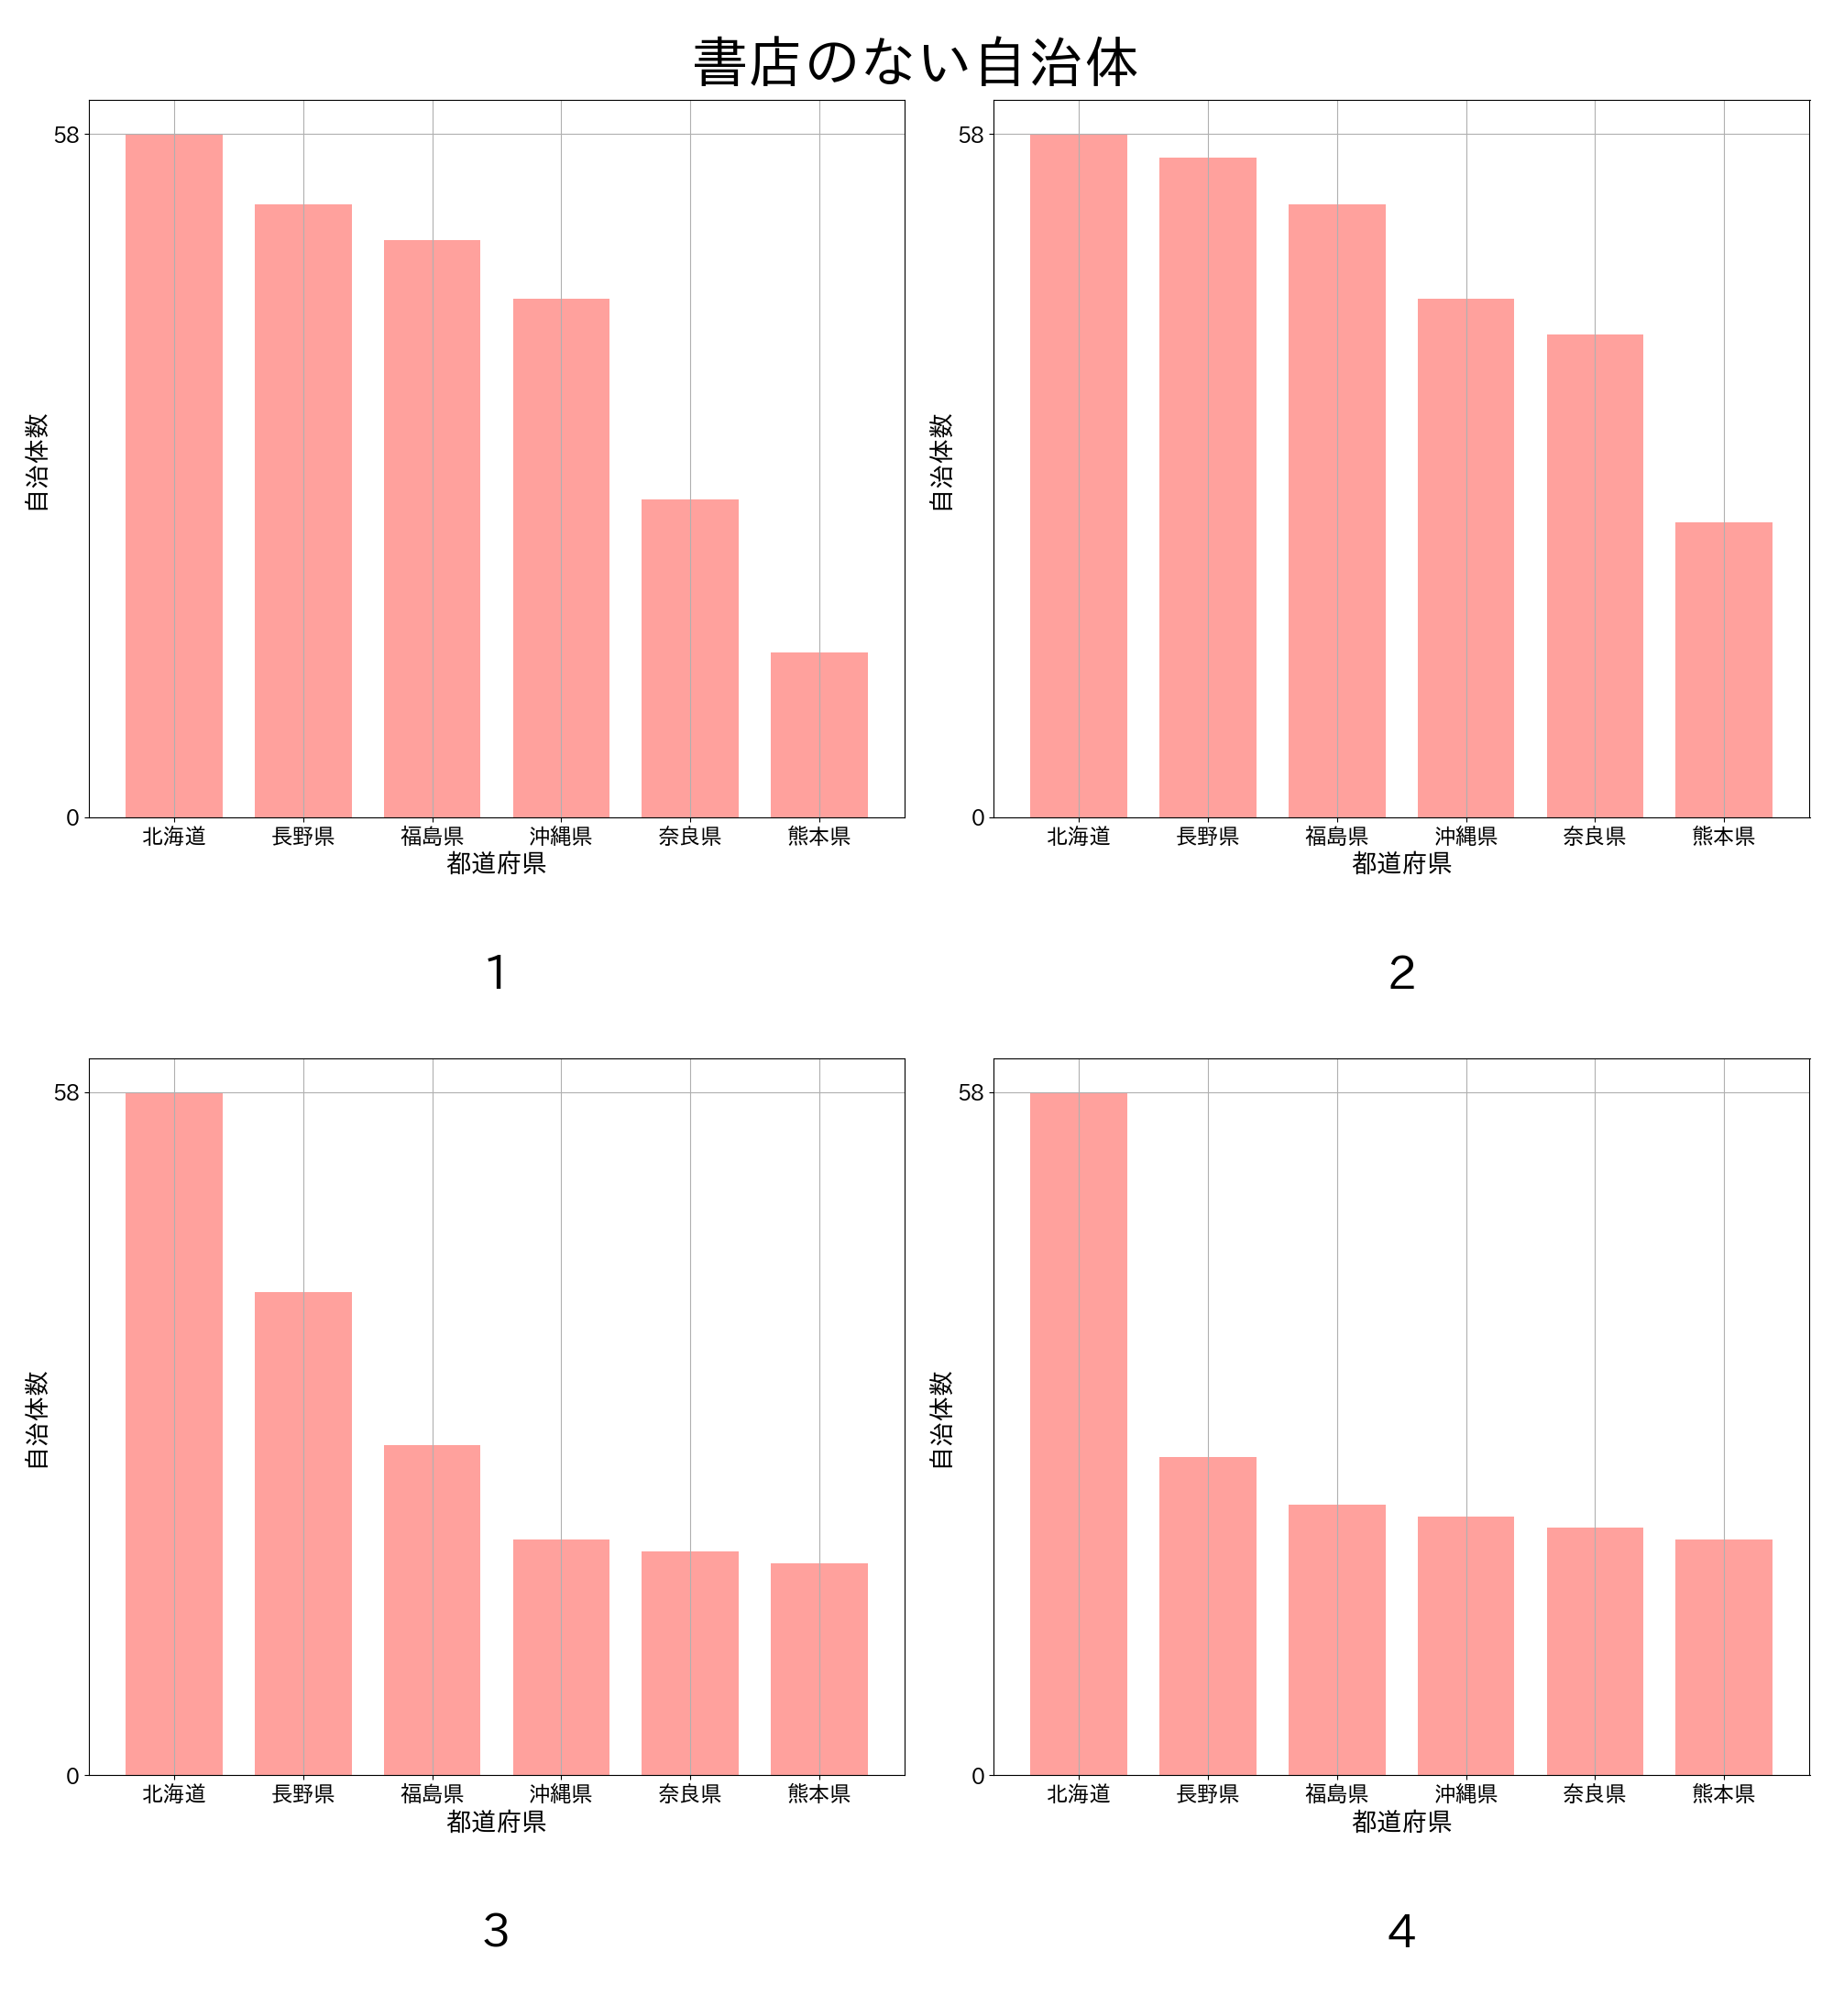 書店のない自治体
58
0
自治体数
北海道 長野県 福島県 沖縄県 奈良県 熊本県
都道府県
1
58
0
自治体数
北海道 長野県 福島県 沖縄県 奈良県 熊本県
都道府県
2
58
0
自治体数
北海道 長野県 福島県 沖縄県 奈良県 熊本県
都道府県
3
58
0
自治体数
北海道 長野県 福島県 沖縄県 奈良県 熊本県
都道府県
4